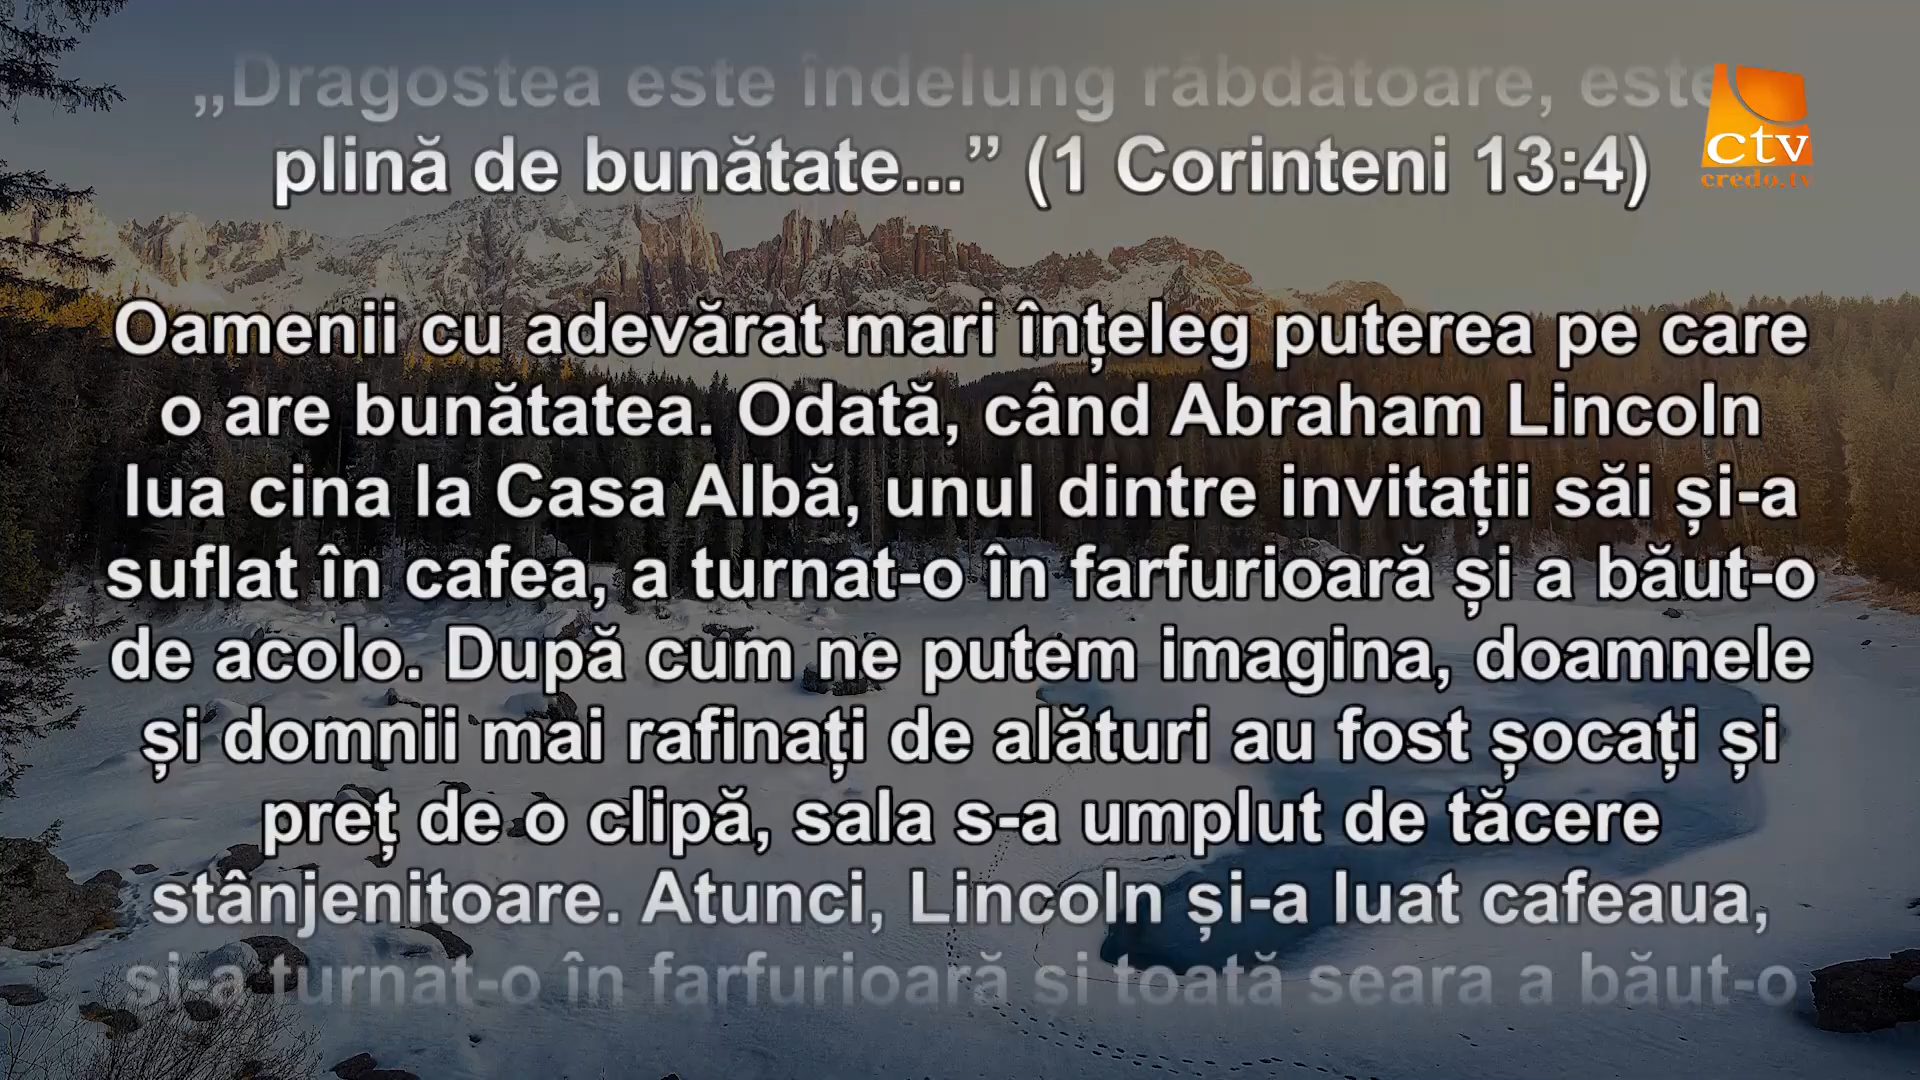 „Dragostea este îndelung răbdătoare, este
plină de bunătate...” (1 Corinteni 13:4)
ctv
credo.tv
Oamenii cu adevărat mari înțeleg puterea pe care
o are bunătatea. Odată, când Abraham Lincoln
lua cina la Casa Albă, unul dintre invitații săi și-a
suflat în cafea, a turnat-o în farfurioară și a băut-o
de acolo. După cum ne putem imagina, doamnele
și domnii mai rafinați de alături au fost șocați și
preț de o clipă, sala s-a umplut de tăcere
stânjenitoare. Atunci, Lincoln și-a luat cafeaua,
și-a turnat-o în farfurioară și toată seara a băut-o